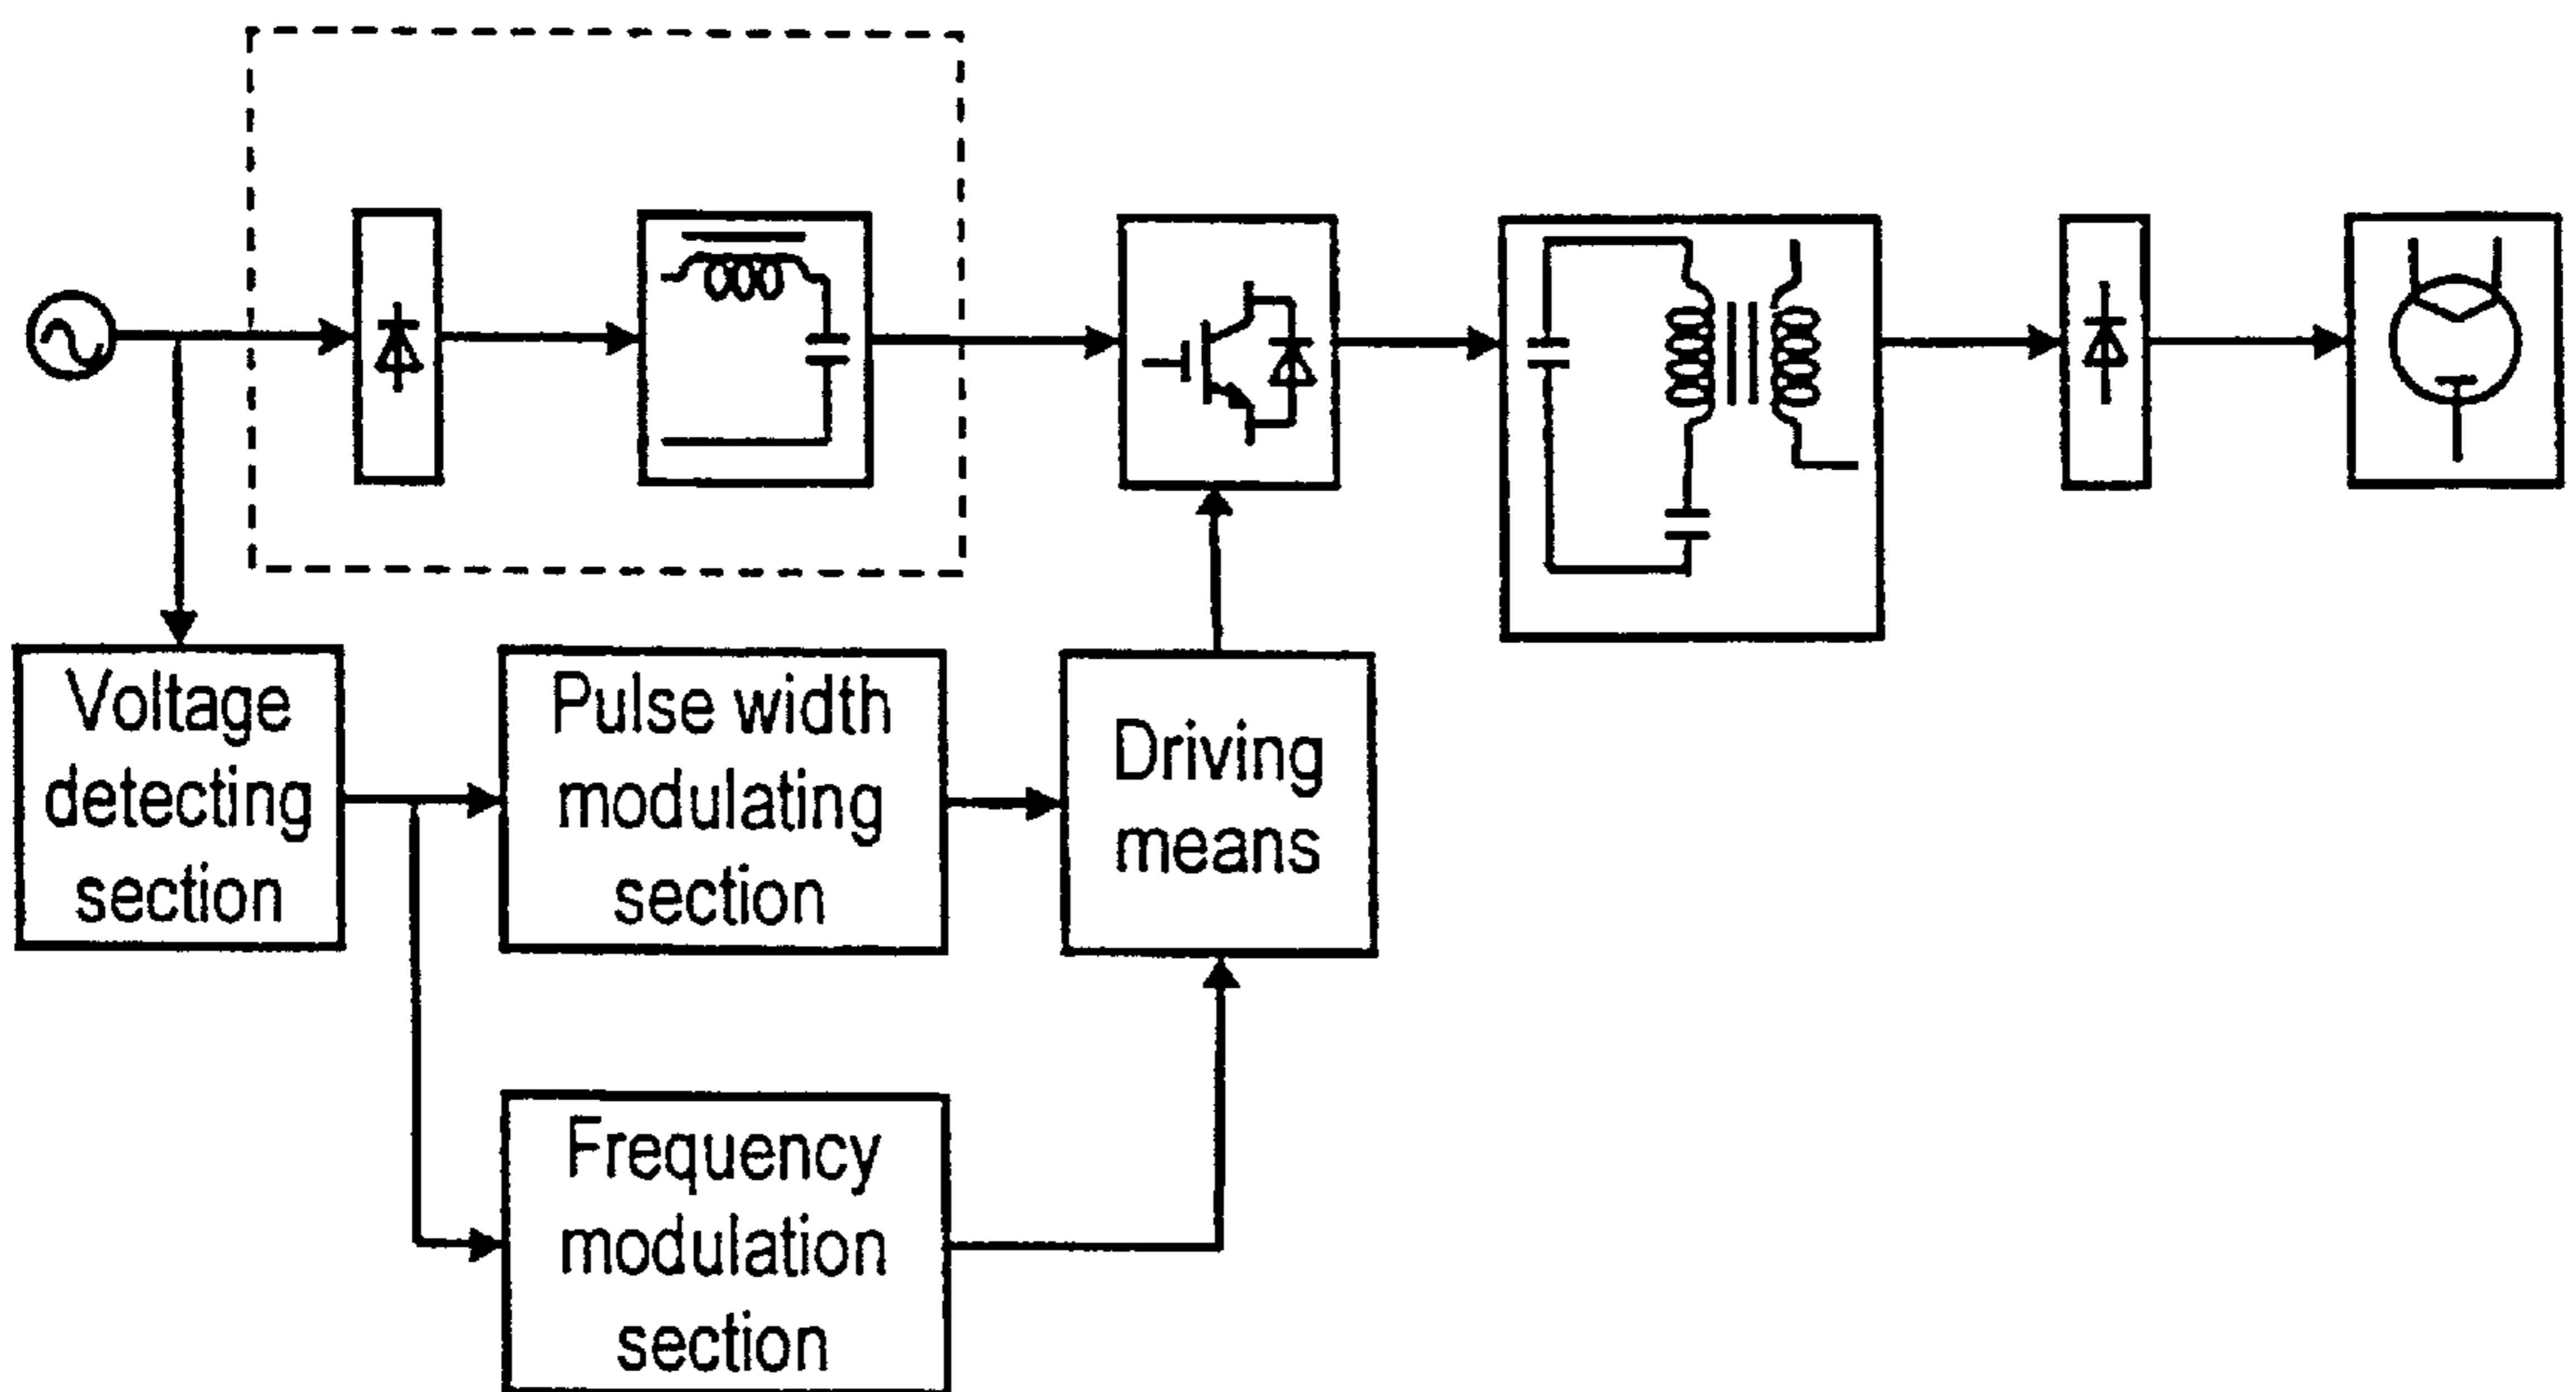 Voltage
detecting
section
Pulse width
modulating
section
Driving
means
Frequency
modulation
section